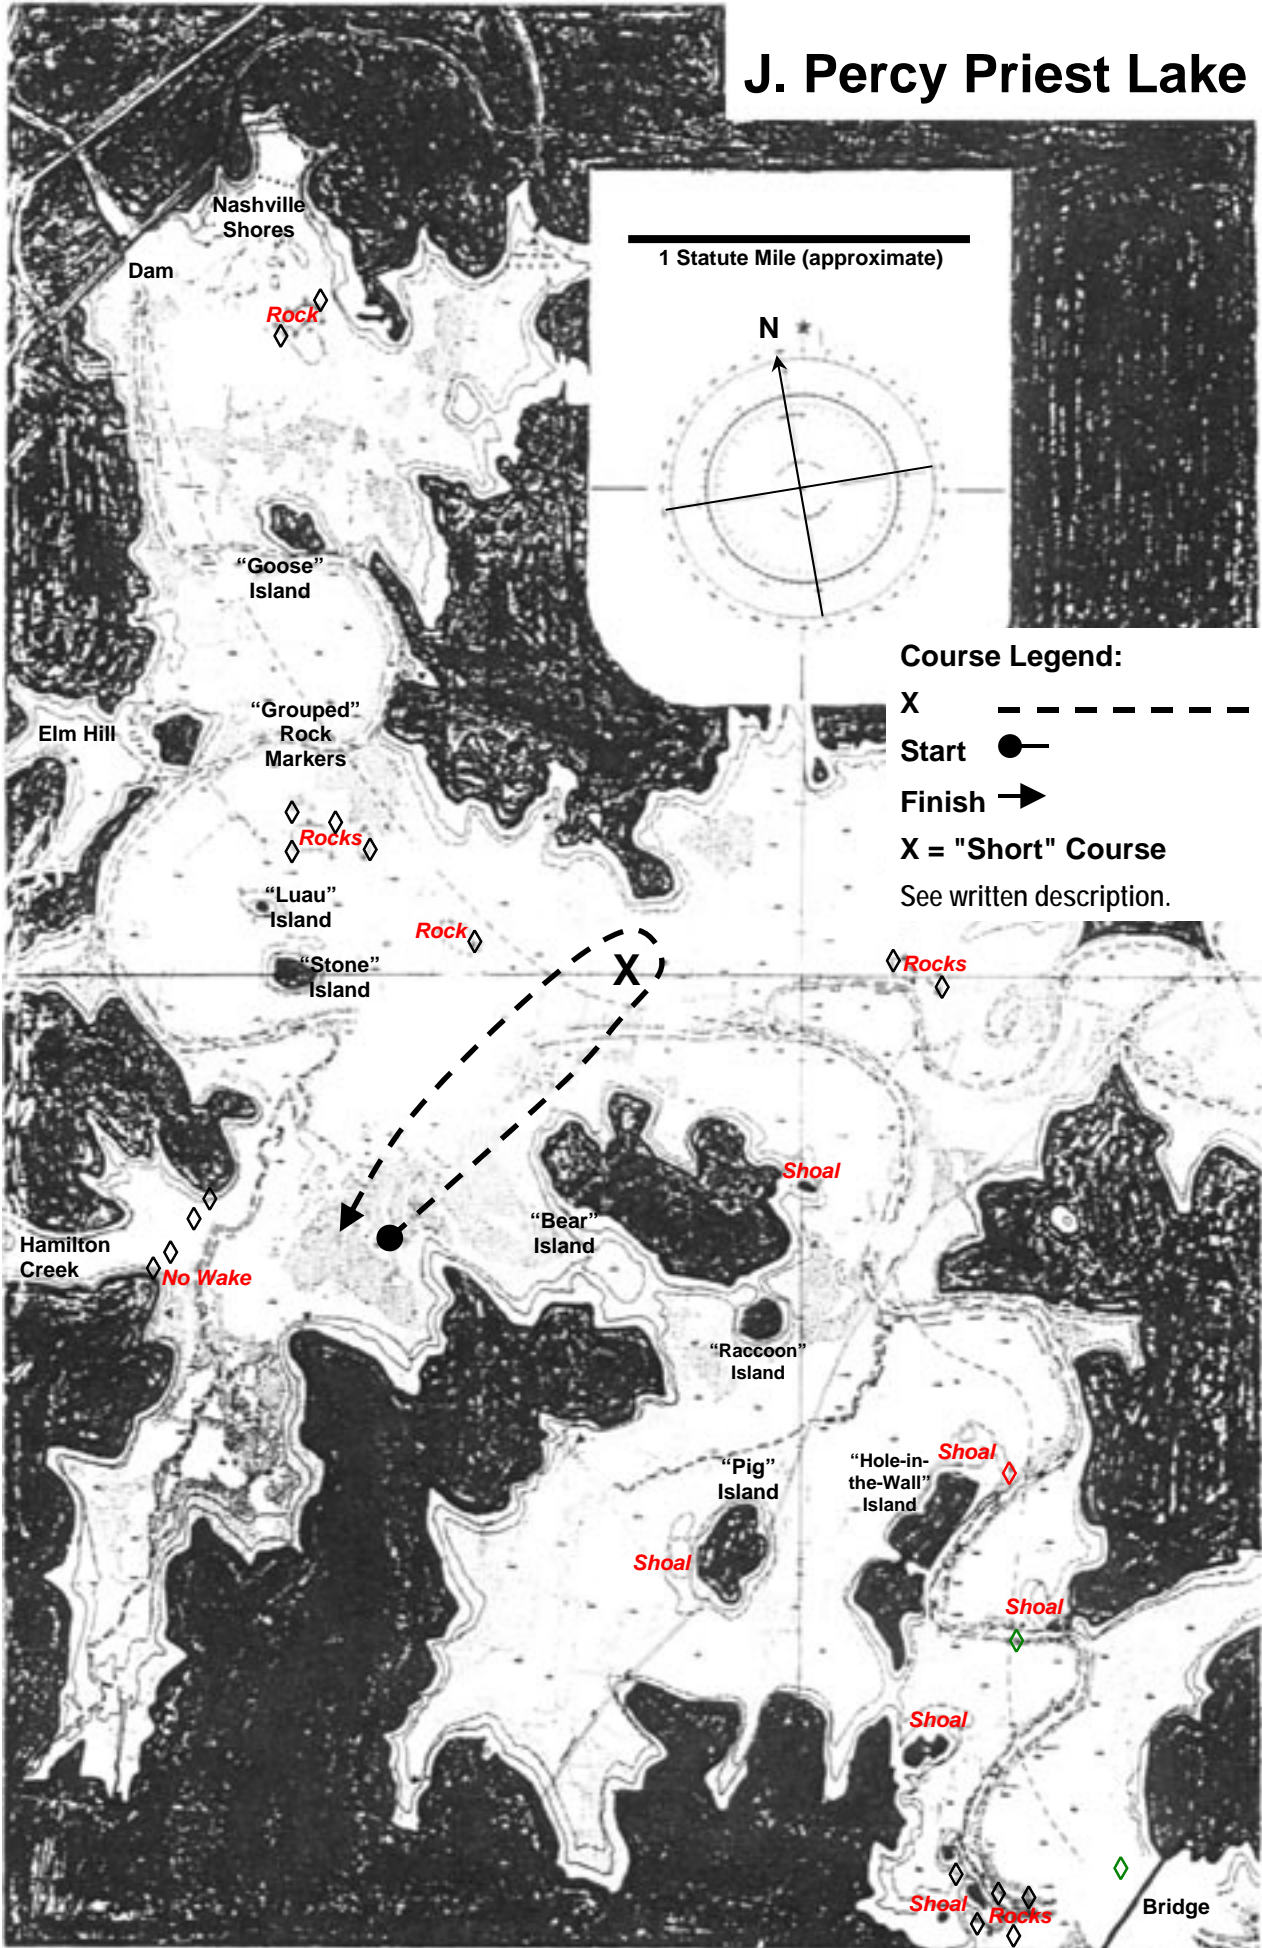 J. Percy Priest Lake
Nashville
Shores
Dam
Rock
1 Statute Mile (approximate)
N
“Goose”
Island
Course Legend:
X
Start
Finish
X = "Short" Course
See written description.
Elm Hill
“Grouped”
Rock
Markers
Rocks
“Luau”
Island
Rock
“Stone”
Island
X
Rocks
Shoal
“Bear”
Island
Hamilton
Creek
No Wake
“Raccoon”
Island
“Pig”
Island
“Hole-in-
the-Wall”
Island
Shoal
Shoal
Shoal
Shoal
Shoal
Rocks
Bridge